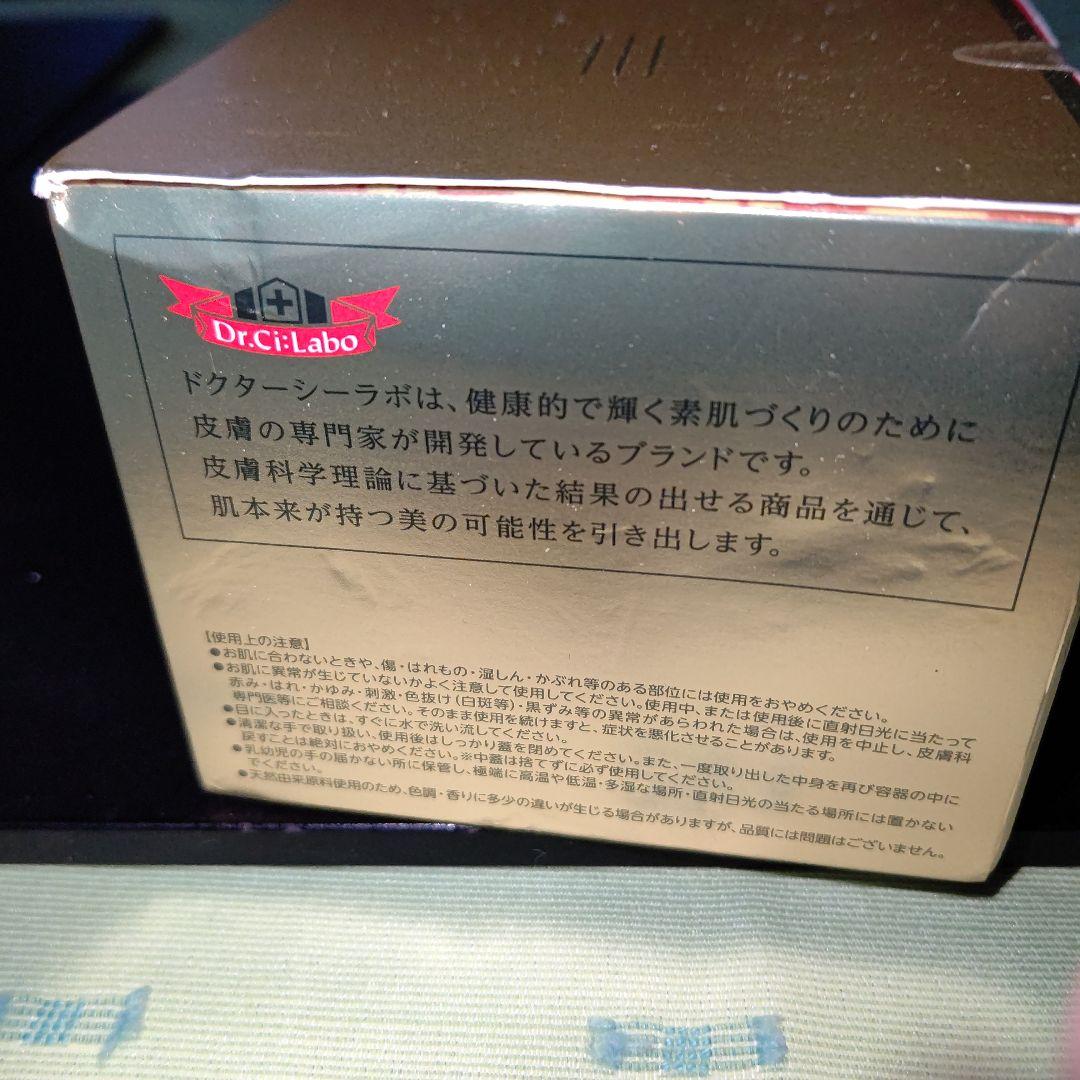 Dr.Ci:Labo
ドクターシーラボは、健康的で輝く素肌づくりのために
皮膚の専門家が開発しているブランドです。
皮膚科学理論に基づいた結果の出せる商品を通じて、
肌本来が持つ美の可能性を引き出します。
【使用上の注意】
●お肌に合わないときや、傷・はれもの・湿しん・かぶれ等のある部位には使用をおやめください。
●お肌に異常が生じていないかよく注意して使用してください。使用中、または使用後に直射日光に当たって
赤み・はれ・かゆみ・刺激・色抜け(白斑等)・黒ずみ等の異常があらわれた場合は、使用を中止し、皮膚科
専門医等にご相談ください。そのまま使用を続けますと、症状を悪化させることがあります。
●目に入ったときは、すぐに水で洗い流してください。
●清潔な手で取り扱い、使用後はしっかり蓋を閉めてください。また、一度取り出した中身を再び容器の中に
戻すことは絶対におやめください。※中蓋は捨てずに必ず使用してください。
●乳幼児の手の届かない所に保管し、極端に高温や低温・多湿な場所・直射日光の当たる場所には置かない
でください。
●天然由来原料使用のため、色調・香りに多少の違いが生じる場合がありますが、品質には問題はございません。